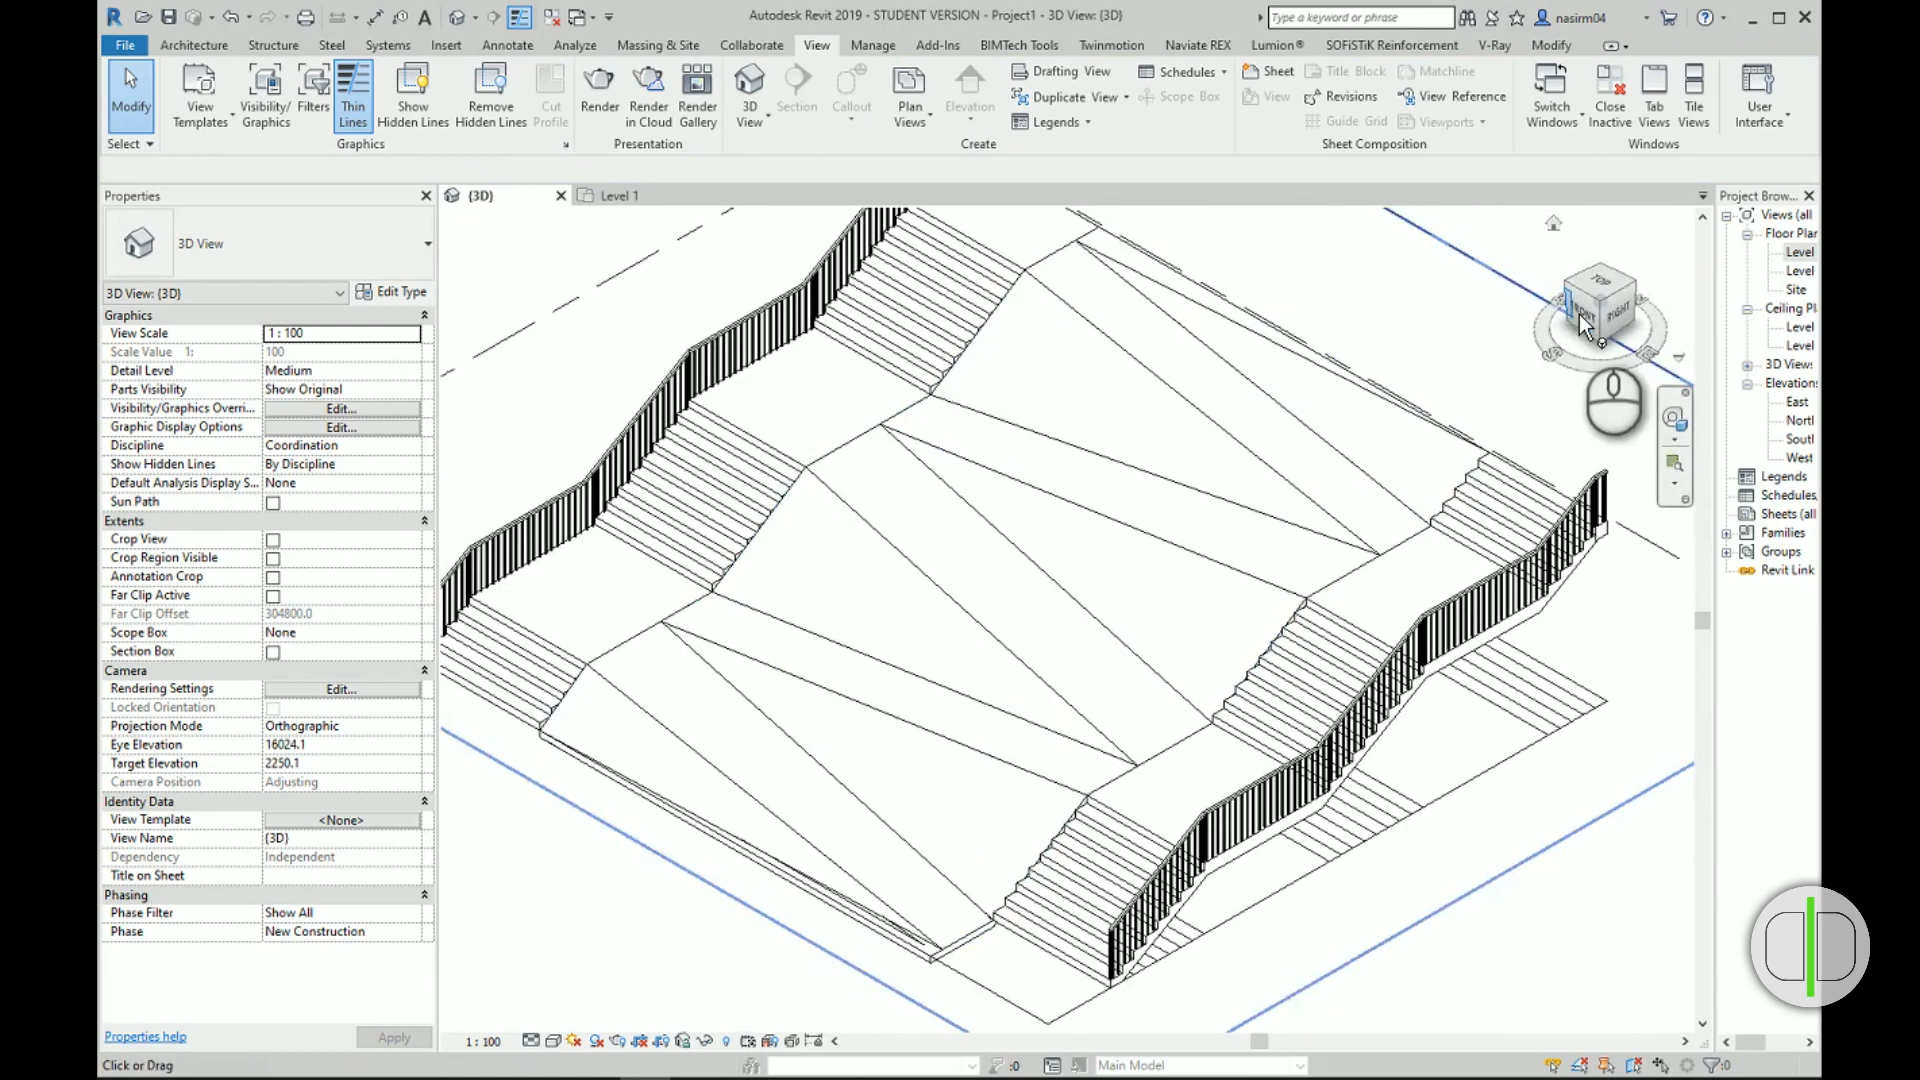 Autodesk Revit 2019 - STUDENT VERSION - Project1 - 3D View: {3D}
Type a keyword or phrase
nasirm04
File Architecture Structure Steel Systems Insert Annotate Analyze Massing & Site Collaborate View Manage Add-Ins BIMTech Tools Twinmotion Naviate REX Lumion® SOFiSTiK Reinforcement V-Ray Modify
Modify
View Templates
Visibility/ Graphics
Filters
Thin Lines
Show Hidden Lines
Remove Hidden Lines
Cut Profile
Render
Render in Cloud
Render Gallery
3D View
Section
Callout
Plan Views
Elevation
Drafting View
Duplicate View
Legends
Schedules
Scope Box
Sheet
View
Title Block
Revisions
Guide Grid
Matchline
View Reference
Viewports
Switch Windows
Close Inactive
Tab Views
Tile Views
User Interface
Select Graphics Presentation Create Sheet Composition Windows
Properties
{3D}
Level 1
Project Brow...
3D View
3D View: {3D}
Edit Type
Graphics
View Scale 1 : 100
Scale Value 1: 100
Detail Level Medium
Parts Visibility Show Original
Visibility/Graphics Overri... Edit...
Graphic Display Options Edit...
Discipline Coordination
Show Hidden Lines By Discipline
Default Analysis Display S... None
Sun Path
Extents
Crop View
Crop Region Visible
Annotation Crop
Far Clip Active
Far Clip Offset 304800.0
Scope Box None
Section Box
Camera
Rendering Settings Edit...
Locked Orientation
Projection Mode Orthographic
Eye Elevation 16024.1
Target Elevation 2250.1
Camera Position Adjusting
Identity Data
View Template <None>
View Name {3D}
Dependency Independent
Title on Sheet
Phasing
Phase Filter Show All
Phase New Construction
Properties help
Apply
TOP
FRONT
RIGHT
Views (all
Floor Plar
Level
Level
Site
Ceiling Pl
Level
Level
3D Views
Elevations
East
North
South
West
Legends
Schedules,
Sheets (all
Families
Groups
Revit Link
1 : 100
Click or Drag
:0
Main Model
:0